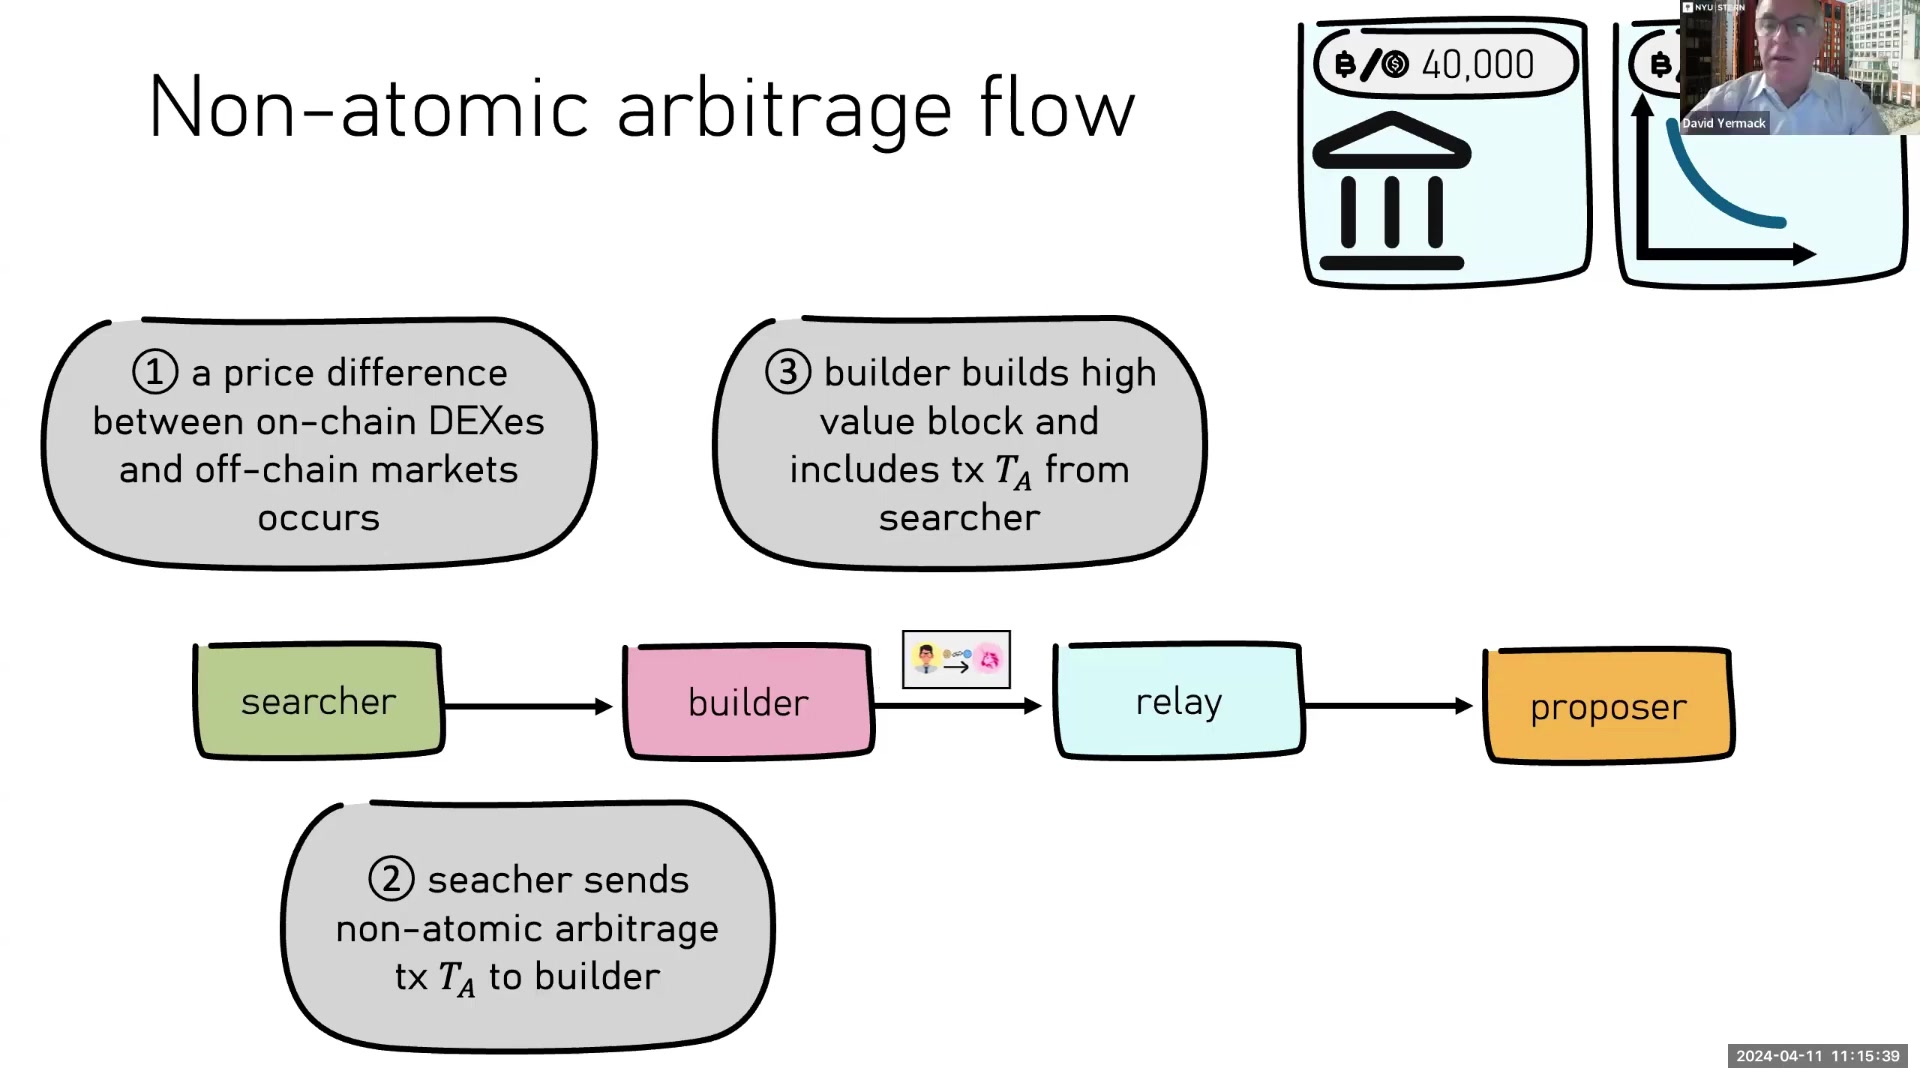 Non-atomic arbitrage flow
₿/$ 40,000
₿/
NYU STERN
David Yermack
① a price difference
between on-chain DEXes
and off-chain markets
occurs
③ builder builds high
value block and
includes tx T_A from
searcher
searcher
builder
relay
proposer
② seacher sends
non-atomic arbitrage
tx T_A to builder
2024-04-11 11:15:39